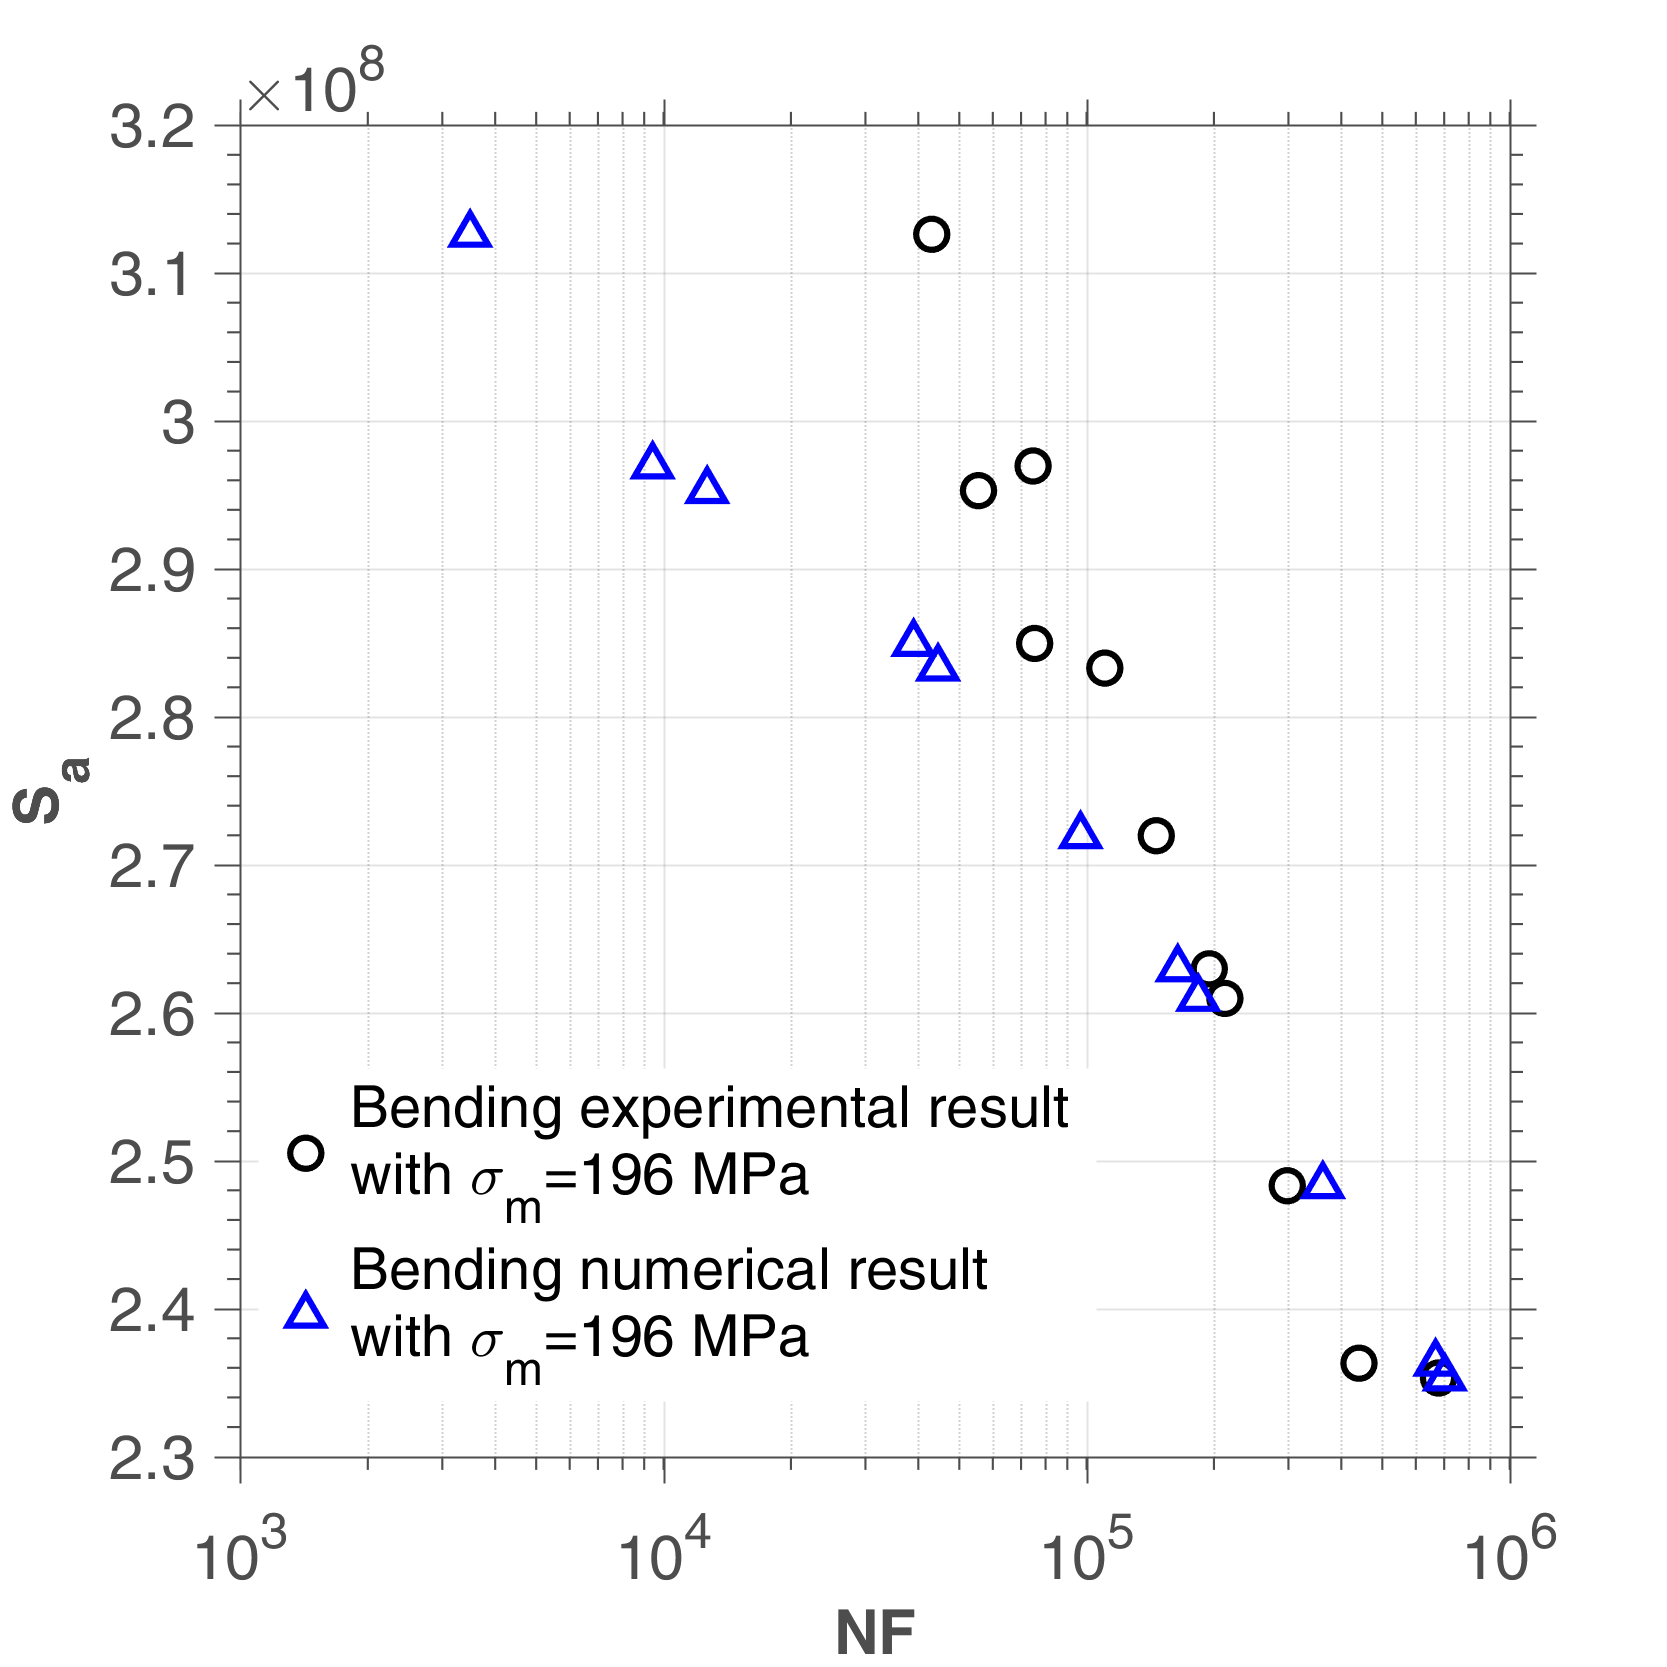 ×10^8
3.2
3.1
3
2.9
2.8
2.7
2.6
2.5
2.4
2.3
S_a
Bending experimental result
with σ_m=196 MPa
Bending numerical result
with σ_m=196 MPa
10^3 10^4 10^5 10^6
NF